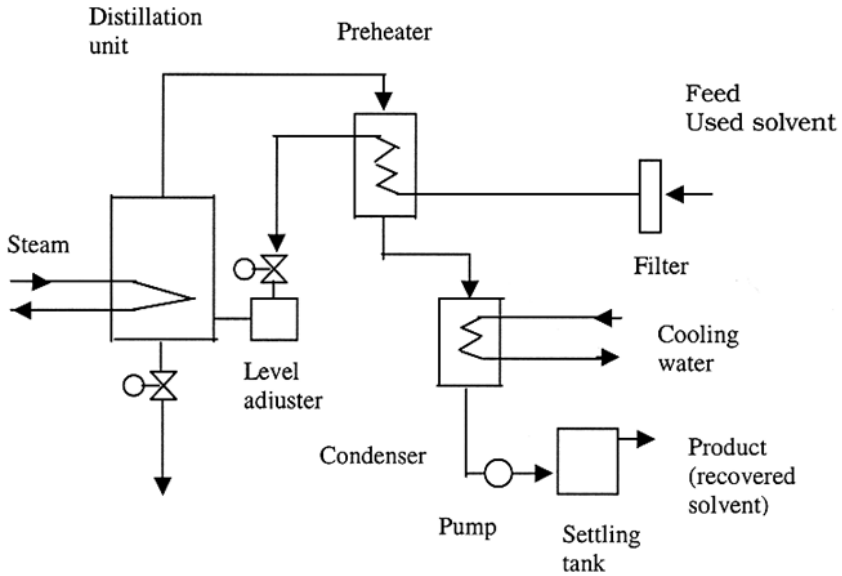 Distillation
unit
Preheater
Feed
Used solvent
Steam
Filter
Level
adiuster
Cooling
water
Condenser
Pump
Settling
tank
Product
(recovered
solvent)